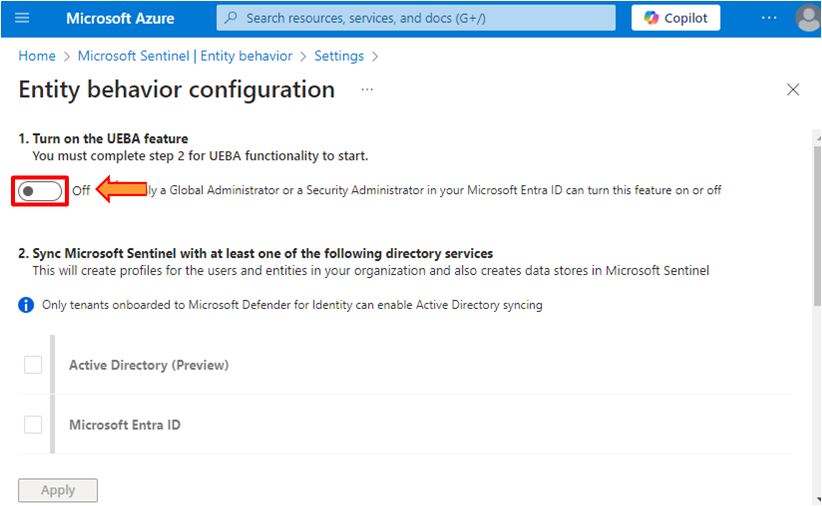 Microsoft Azure
Search resources, services, and docs (G+/)
Copilot
Home > Microsoft Sentinel | Entity behavior > Settings >
Entity behavior configuration
1. Turn on the UEBA feature
You must complete step 2 for UEBA functionality to start.
Off
a Global Administrator or a Security Administrator in your Microsoft Entra ID can turn this feature on or off
2. Sync Microsoft Sentinel with at least one of the following directory services
This will create profiles for the users and entities in your organization and also creates data stores in Microsoft Sentinel
Only tenants onboarded to Microsoft Defender for Identity can enable Active Directory syncing
Active Directory (Preview)
Microsoft Entra ID
Apply